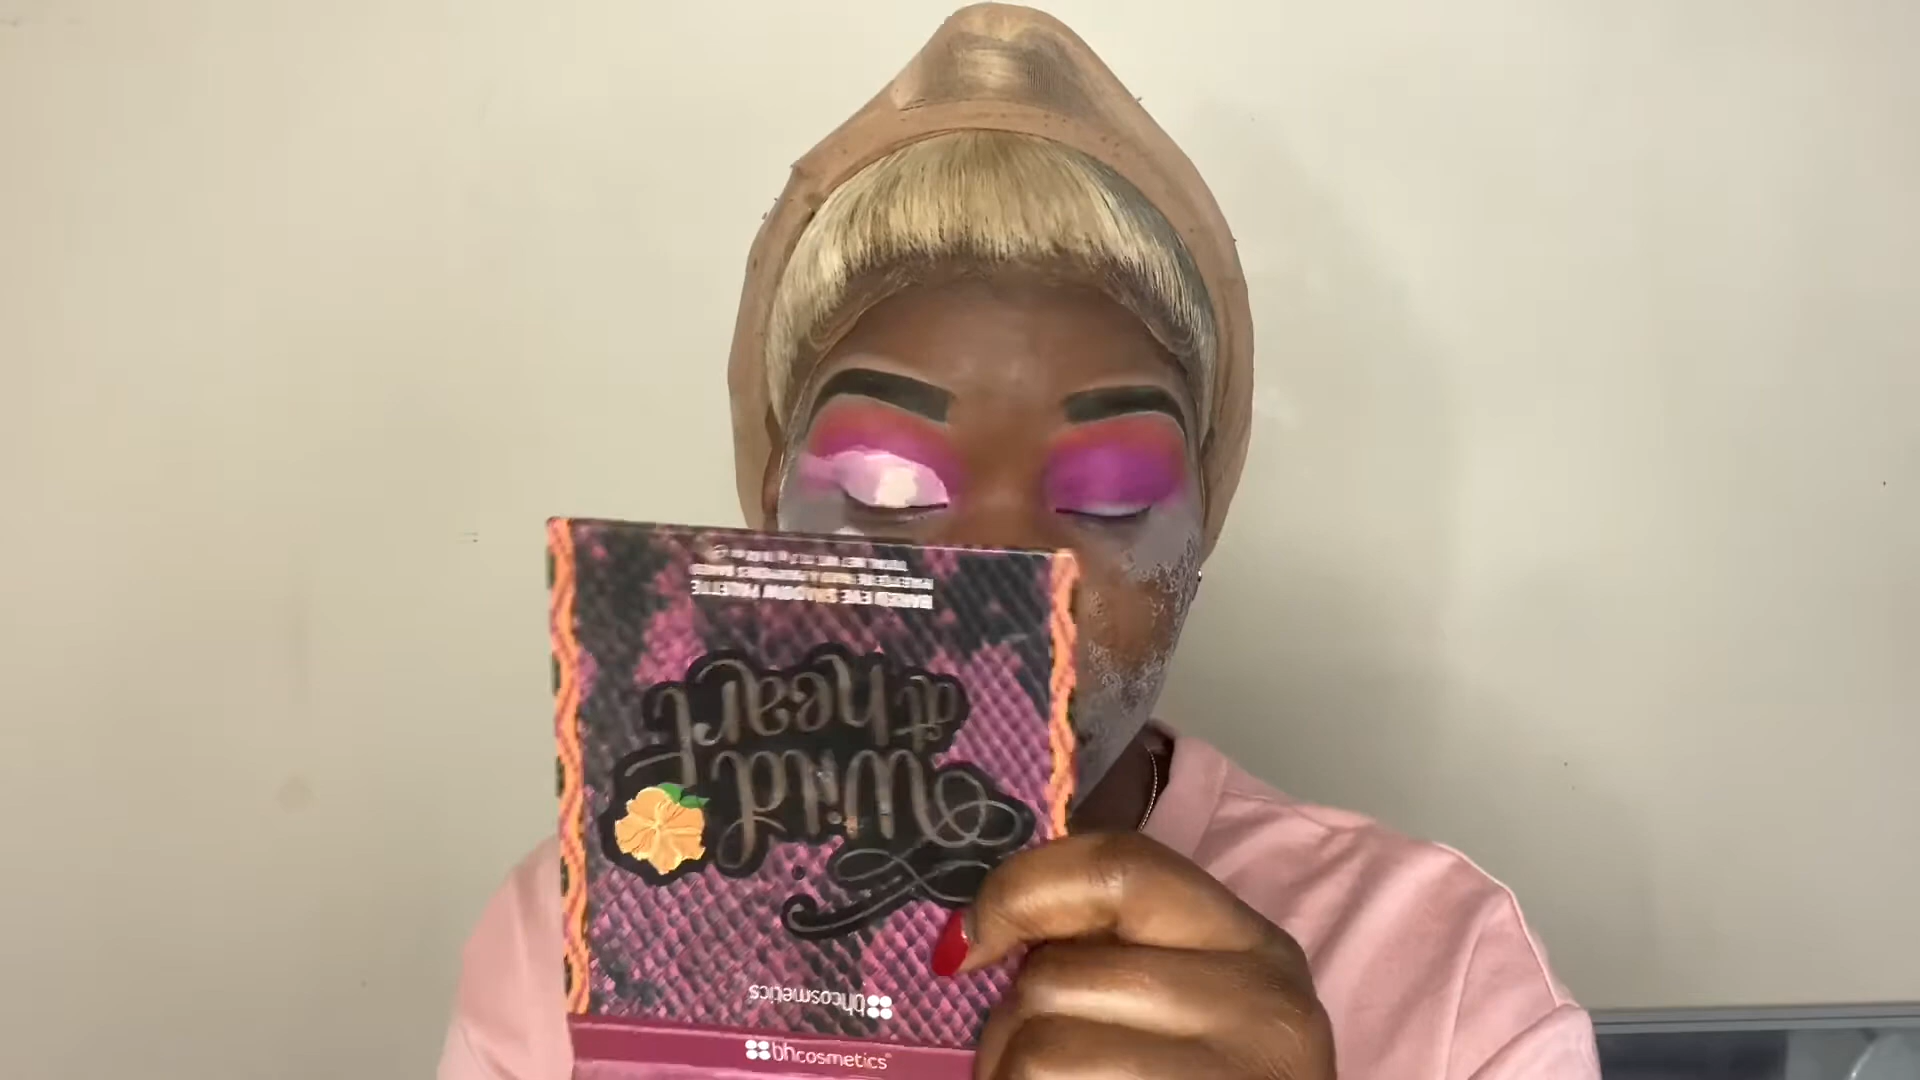 bhcosmetics
Wild
at heart
BAKED EYE SHADOW PALETTE
bhcosmetics®